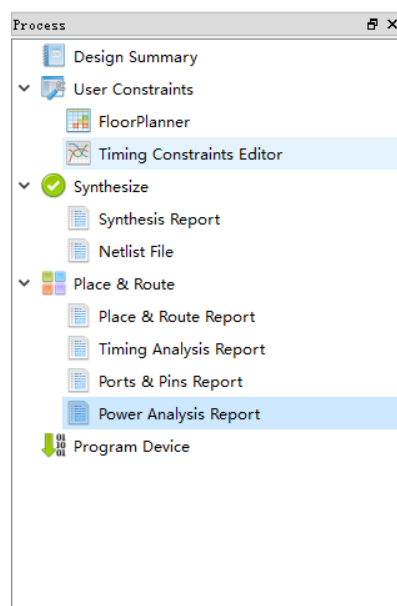 Process
Design Summary
User Constraints
FloorPlanner
Timing Constraints Editor
Synthesize
Synthesis Report
Netlist File
Place & Route
Place & Route Report
Timing Analysis Report
Ports & Pins Report
Power Analysis Report
Program Device